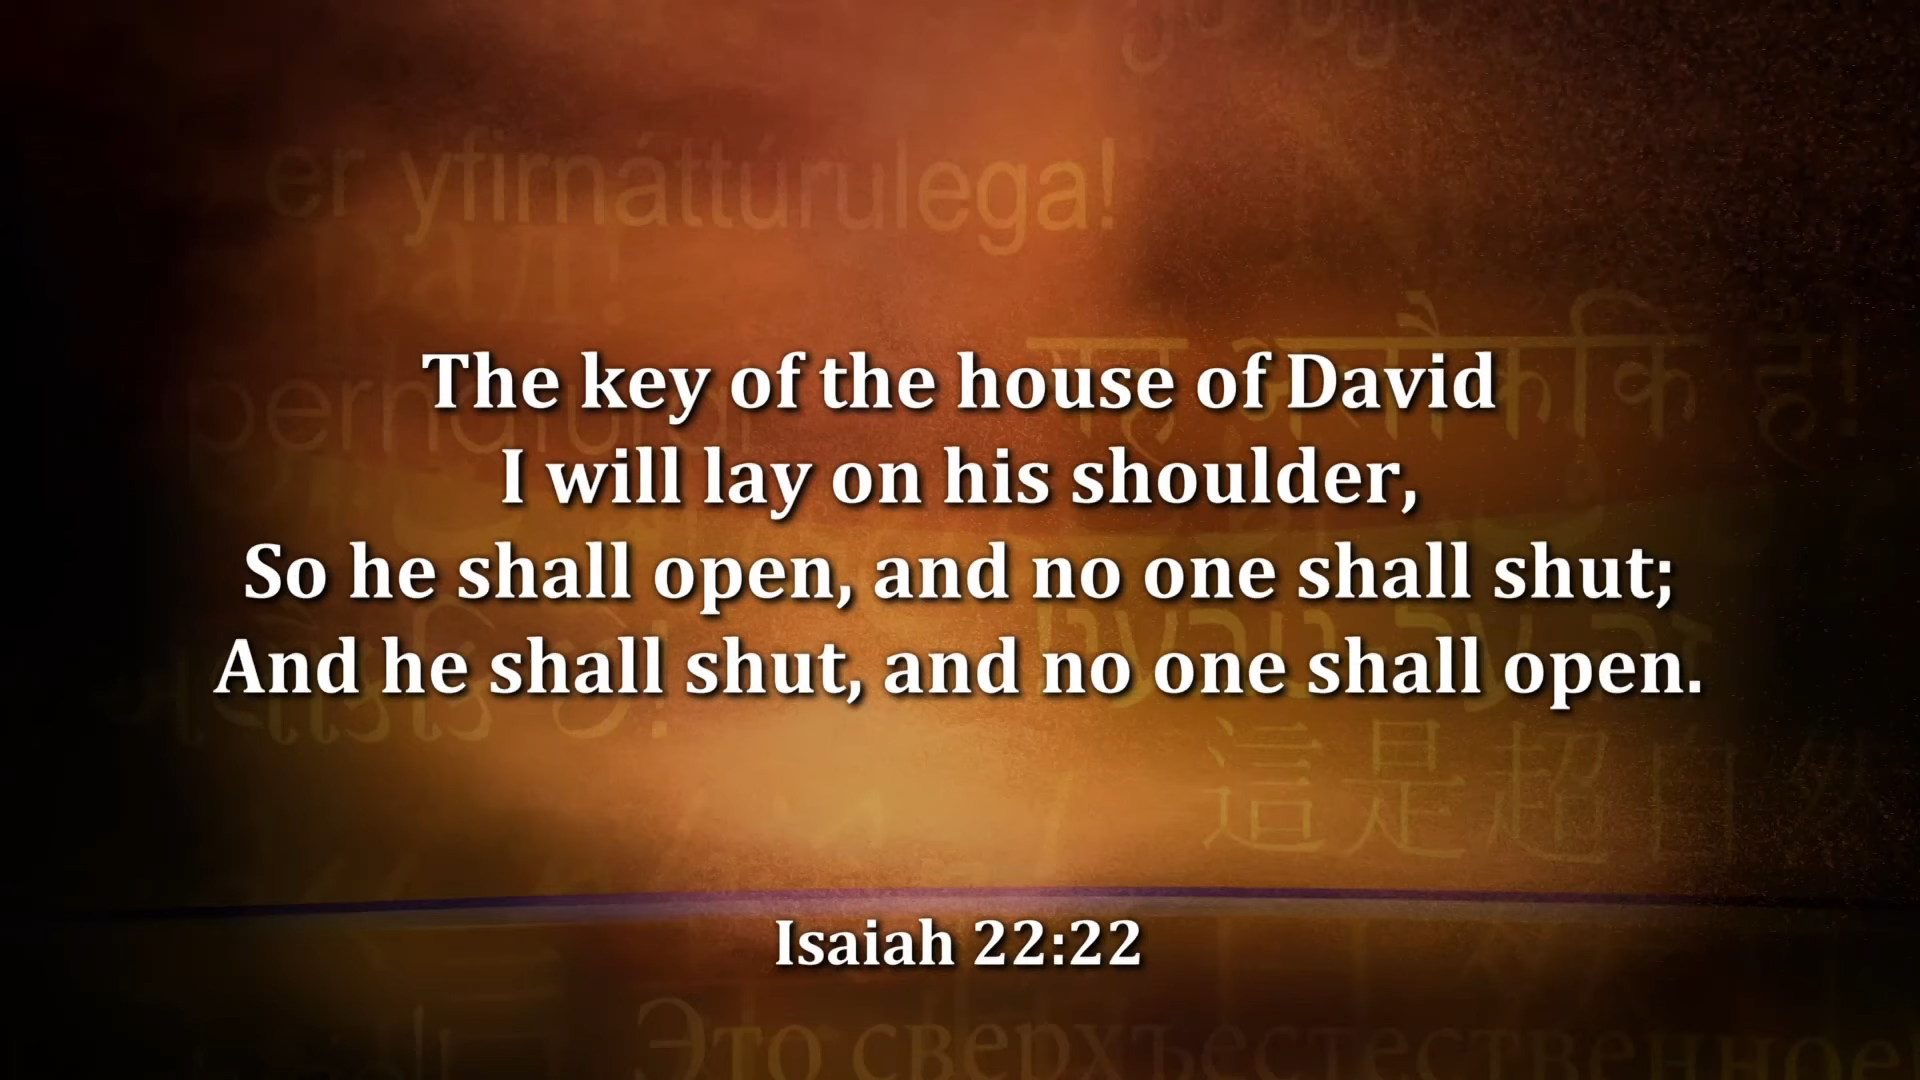 er yfirnáttúrulega!
The key of the house of David
I will lay on his shoulder,
So he shall open, and no one shall shut;
And he shall shut, and no one shall open.
這是超自然
Isaiah 22:22
Это сверхъестественное